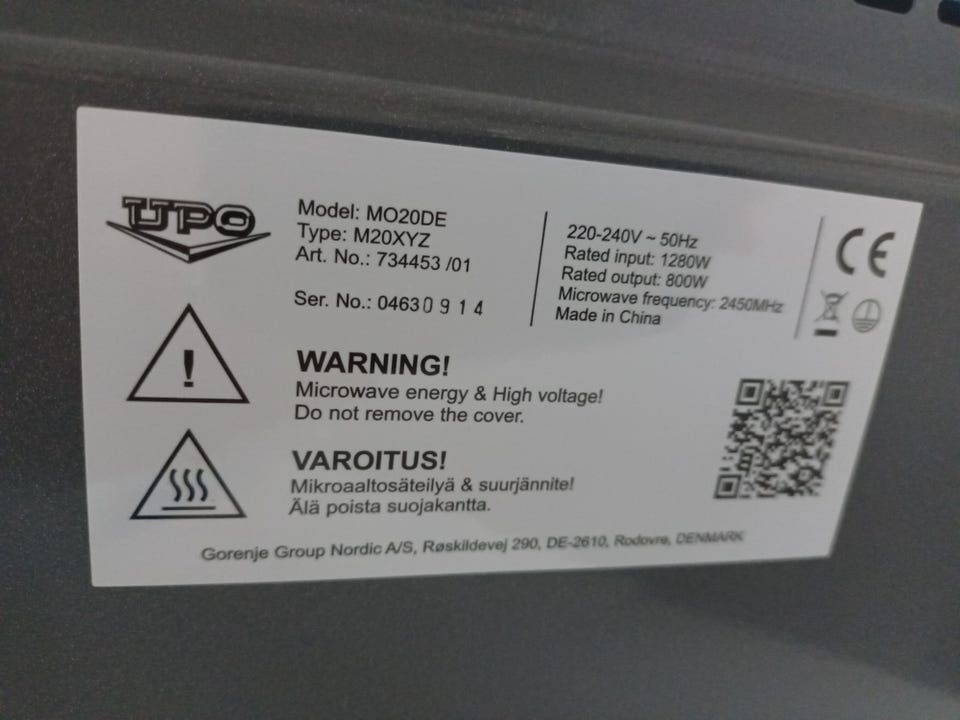 UPO
Model: MO20DE
Type: M20XYZ
Art. No.: 734453 /01
Ser. No.: 04630914
220-240V ~ 50Hz
Rated input: 1280W
Rated output: 800W
Microwave frequency: 2450MHz
Made in China
CE
WARNING!
Microwave energy & High voltage!
Do not remove the cover.
VAROITUS!
Mikroaaltosäteilyä & suurjännite!
Älä poista suojakantta.
Gorenje Group Nordic A/S, Røskildevej 290, DE-2610, Rodovre, DENMARK